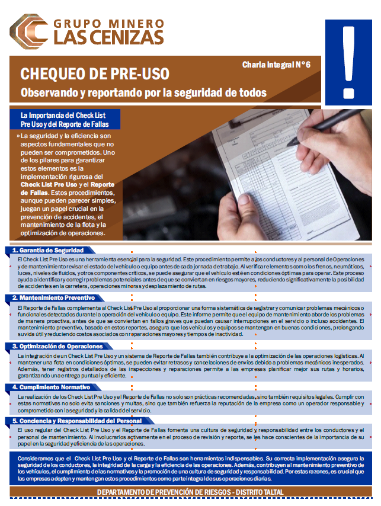 GRUPO MINERO
LAS CENIZAS
CHEQUEO DE PRE-USO
Charla integral N°6
Observando y reportando por la seguridad de todos
!
La Importancia del Check List
Pre Uso y del Reporte de Fallas
• La seguridad y la eficiencia son
aspectos fundamentales que no
pueden ser comprometidos. Uno
de los pilares para garantizar
estos elementos es la
implementación rigurosa del
Check List Pre Uso y el Reporte
de Fallas. Estos procedimientos,
aunque pueden parecer simples,
juegan un papel crucial en la
prevención de accidentes, el
mantenimiento de la flota y la
optimización de operaciones.
1. Garantía de Seguridad
El Check List Pre Uso es una herramienta esencial para la seguridad. Este procedimiento permite a los conductores y al personal de Operaciones
y de mantención revisar el estado del vehículo o equipo antes de cada jornada de trabajo. Al verificar elementos como los frenos, neumáticos,
luces, niveles de fluidos, y otros componentes críticos, se puede asegurar que el vehículo esté en condiciones óptimas para operar. Este proceso
ayuda a identificar y corregir problemas potenciales antes de que se conviertan en riesgos mayores, reduciendo significativamente la posibilidad
de accidentes en la carretera, operaciones mineras y desplazamiento de rutas.
2. Mantenimiento Preventivo
El Reporte de Fallas complementa el Check List Pre Uso al proporcionar una forma sistemática de registrar y comunicar problemas mecánicos o
funcionales detectados durante la operación del vehículo o equipo. Este informe permite que el equipo de mantenimiento aborde los problemas
de manera proactiva, antes de que se conviertan en fallos graves que puedan causar interrupciones en el servicio o incluso accidentes. El
mantenimiento preventivo, basado en estos reportes, asegura que los vehículos y equipos se mantengan en buenas condiciones, prolongando
su vida útil y reduciendo costos asociados con reparaciones mayores y tiempos de inactividad.
3. Optimización de Operaciones
La integración de un Check List Pre Uso y un sistema de Reporte de Fallas también contribuye a la optimización de las operaciones logísticas. Al
mantener una flota en condiciones óptimas, se pueden evitar retrasos y cancelaciones de envíos debido a problemas mecánicos inesperados.
Además, tener registros detallados de las inspecciones y reparaciones permite a las empresas planificar mejor sus rutas y horarios,
garantizando una entrega puntual y eficiente.
4. Cumplimiento Normativo
La realización de los Check List Pre Uso y el Reporte de Fallas no solo son prácticas recomendadas, sino también requisitos legales. Cumplir con
estas normativas no solo evita sanciones y multas, sino que también refuerza la reputación de la empresa como un operador responsable y
comprometido con la seguridad y la calidad del servicio.
5. Conciencia y Responsabilidad del Personal
El uso regular del Check List Pre Uso y el Reporte de Fallas fomenta una cultura de seguridad y responsabilidad entre los conductores y el
personal de mantenimiento. Al involucrarlos activamente en el proceso de revisión y reporte, se les hace conscientes de la importancia de su
papel en la seguridad y eficiencia de las operaciones.
Consideramos que el Check List Pre Uso y el Reporte de Fallas son herramientas indispensables. Su correcta implementación asegura la
seguridad de los conductores, la integridad de la carga y la eficiencia de las operaciones. Además, contribuyen al mantenimiento preventivo de
los vehículos, el cumplimiento de las normativas y la promoción de una cultura de seguridad y responsabilidad. Por estas razones, es crucial que
las empresas adopten y mantengan estos procedimientos como parte integral de sus operaciones diarias.
DEPARTAMENTO DE PREVENCIÓN DE RIESGOS - DISTRITO TALTAL